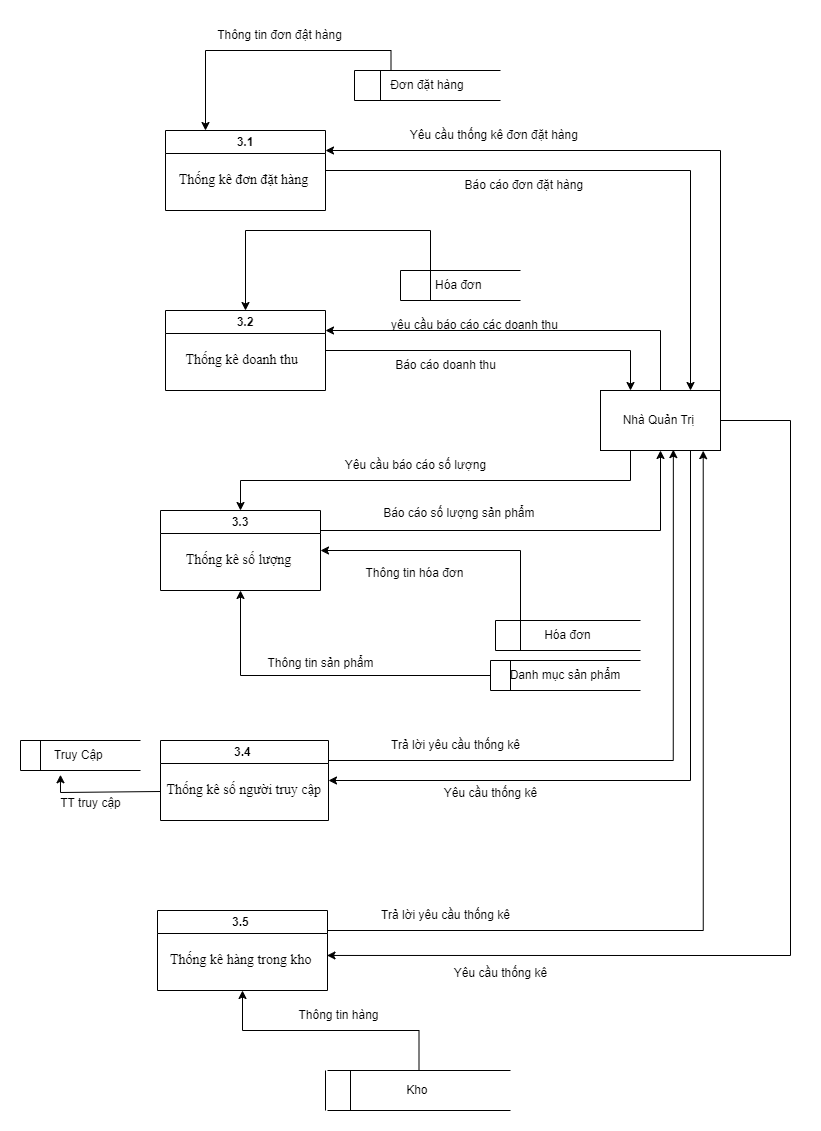 Thông tin đơn đặt hàng
Đơn đặt hàng
3.1
Yêu cầu thống kê đơn đặt hàng
Thống kê đơn đặt hàng
Báo cáo đơn đặt hàng
Hóa đơn
3.2
yêu cầu báo cáo các doanh thu
Thống kê doanh thu
Báo cáo doanh thu
Nhà Quản Trị
Yêu cầu báo cáo số lượng
3.3
Báo cáo số lượng sản phẩm
Thống kê số lượng
Thông tin hóa đơn
Hóa đơn
Thông tin sản phẩm
Danh mục sản phẩm
Truy Cập
3.4
Trả lời yêu cầu thống kê
Thống kê số người truy cập
Yêu cầu thống kê
TT truy cập
3.5
Trả lời yêu cầu thống kê
Thống kê hàng trong kho
Yêu cầu thống kê
Thông tin hàng
Kho